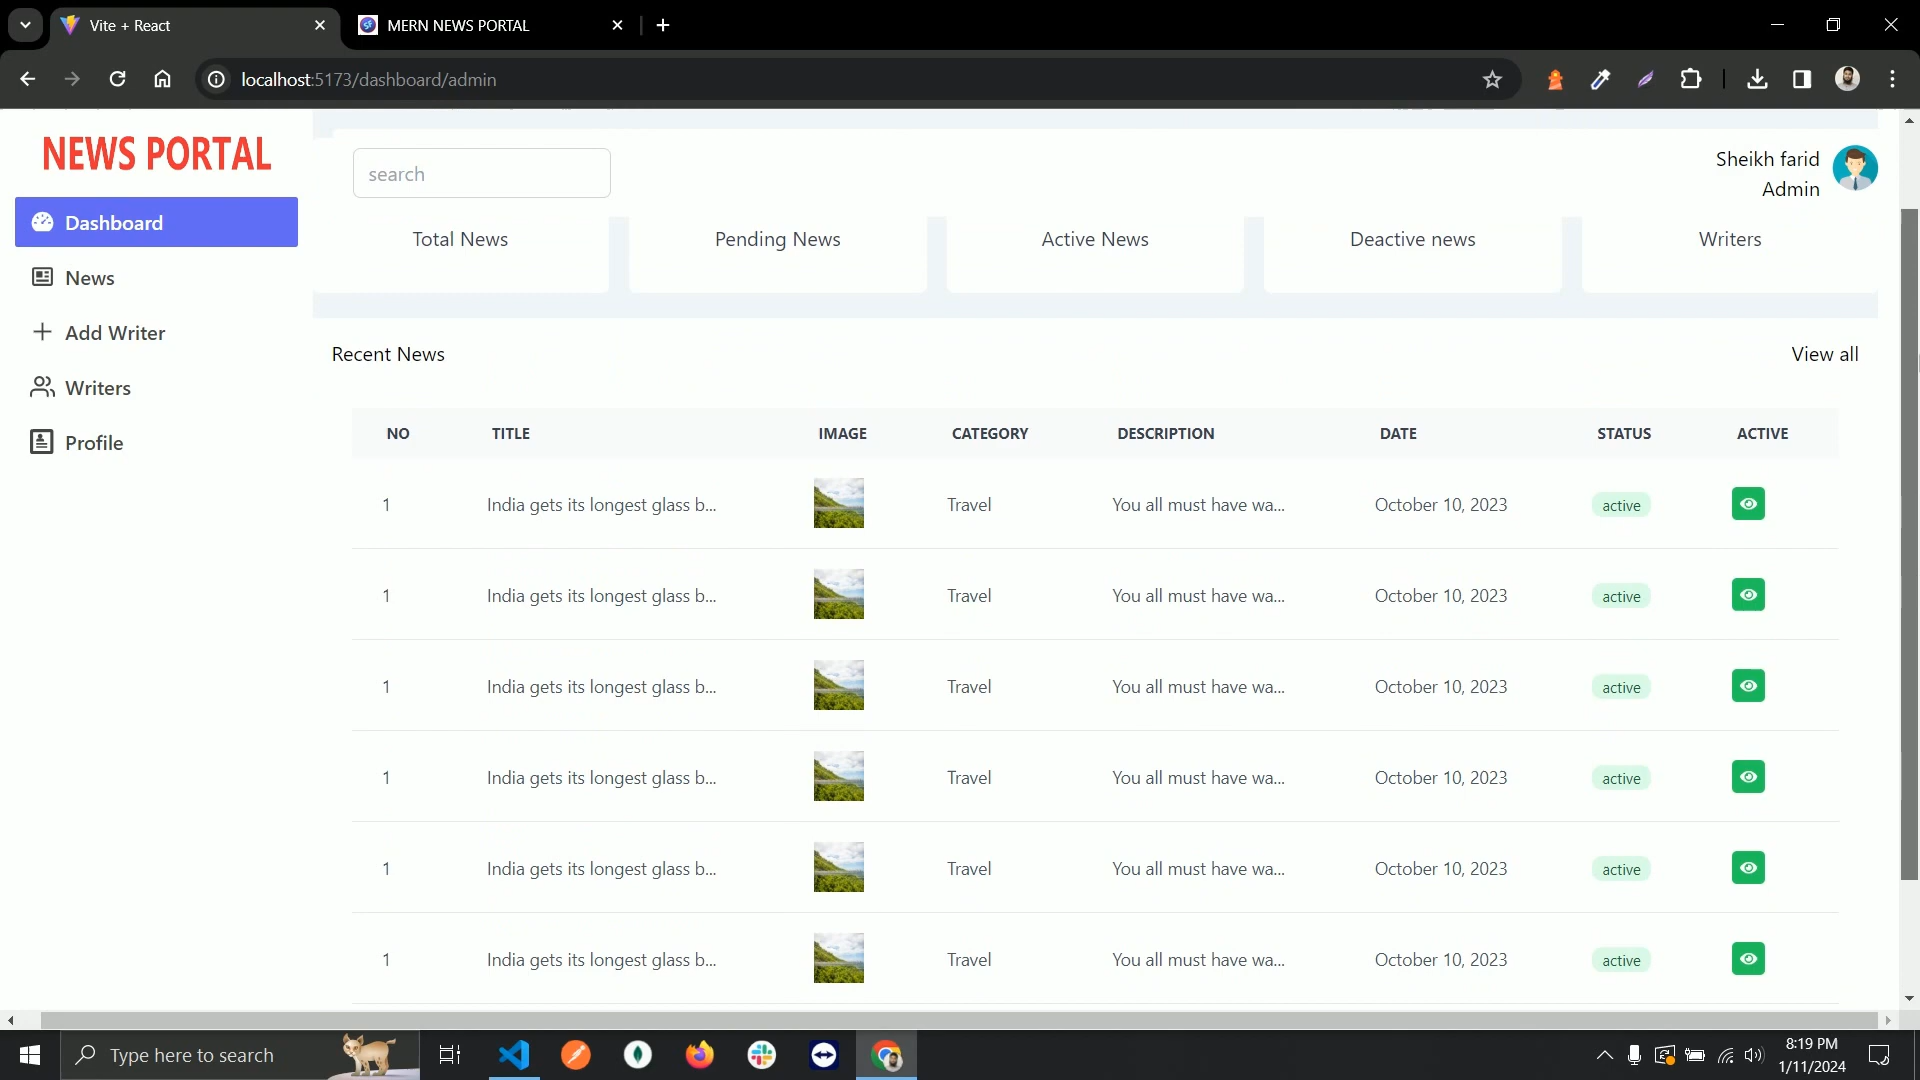 Vite + React
MERN NEWS PORTAL
localhost:5173/dashboard/admin
NEWS PORTAL
search
Sheikh farid
Admin
Dashboard
News
Add Writer
Writers
Profile
Total News
Pending News
Active News
Deactive news
Writers
Recent News
View all
NO TITLE IMAGE CATEGORY DESCRIPTION DATE STATUS ACTIVE
1 India gets its longest glass b... Travel You all must have wa... October 10, 2023 active
1 India gets its longest glass b... Travel You all must have wa... October 10, 2023 active
1 India gets its longest glass b... Travel You all must have wa... October 10, 2023 active
1 India gets its longest glass b... Travel You all must have wa... October 10, 2023 active
1 India gets its longest glass b... Travel You all must have wa... October 10, 2023 active
1 India gets its longest glass b... Travel You all must have wa... October 10, 2023 active
Type here to search
8:19 PM
1/11/2024